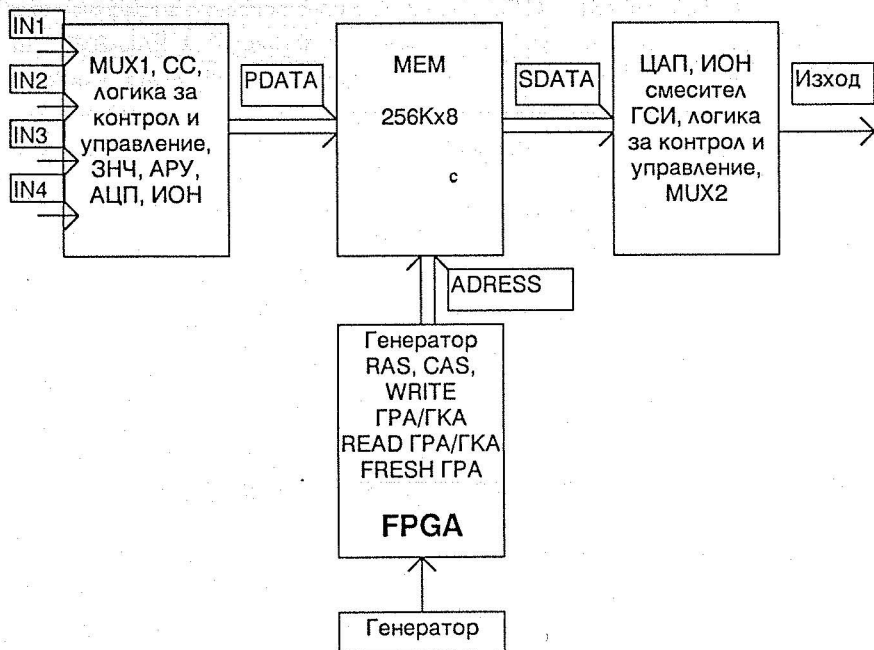 IN1
IN2
IN3
IN4
MUX1, CC,
логика за
контрол и
управление,
ЗНЧ, АРУ,
АЦП, ИОН
PDATA
MEM
256Kx8
c
SDATA
ЦАП, ИОН
смесител
ГСИ, логика
за контрол и
управление,
MUX2
Изход
ADRESS
Генератор
RAS, CAS,
WRITE
ГРА/ГКА
READ ГРА/ГКА
FRESH ГРА
FPGA
Генератор